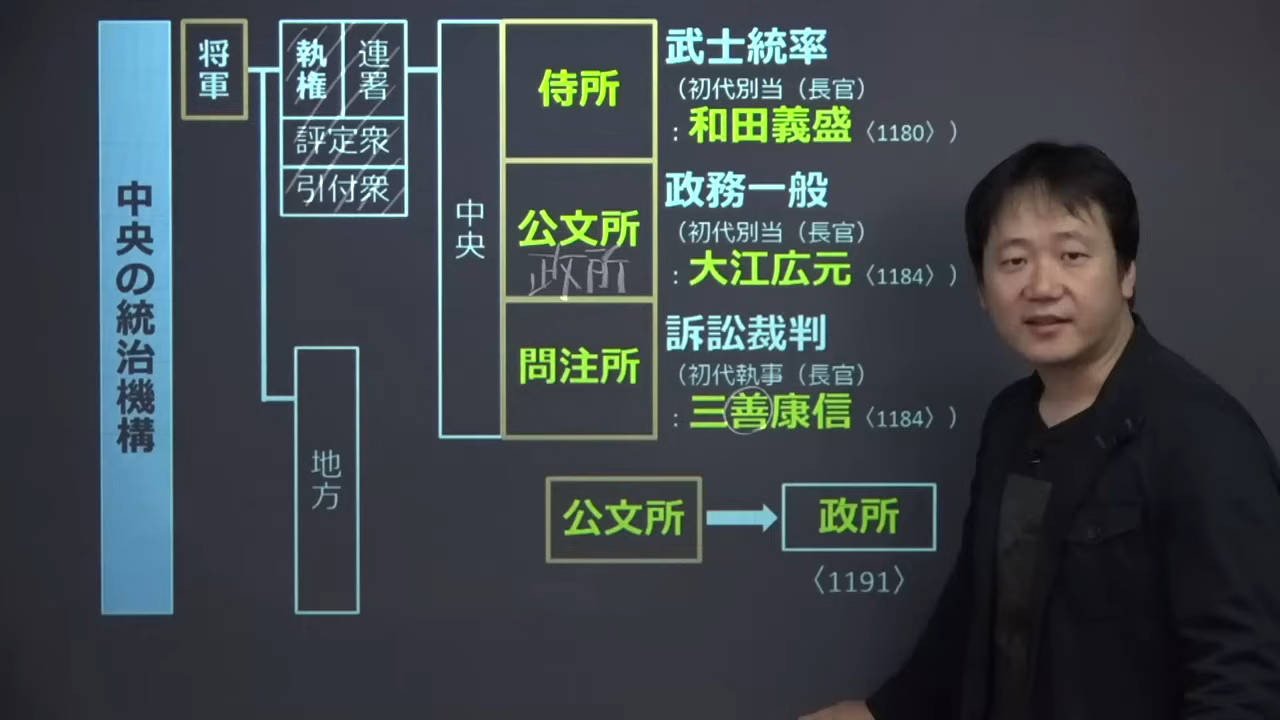 中央の統治機構
将軍
執権
連署
評定衆
引付衆
中央
地方
侍所
武士統率
（初代別当（長官）
：和田義盛〈1180〉）
公文所
政所
政務一般
（初代別当（長官）
：大江広元〈1184〉）
問注所
訴訟裁判
（初代執事（長官）
：三善康信〈1184〉）
公文所
政所
〈1191〉